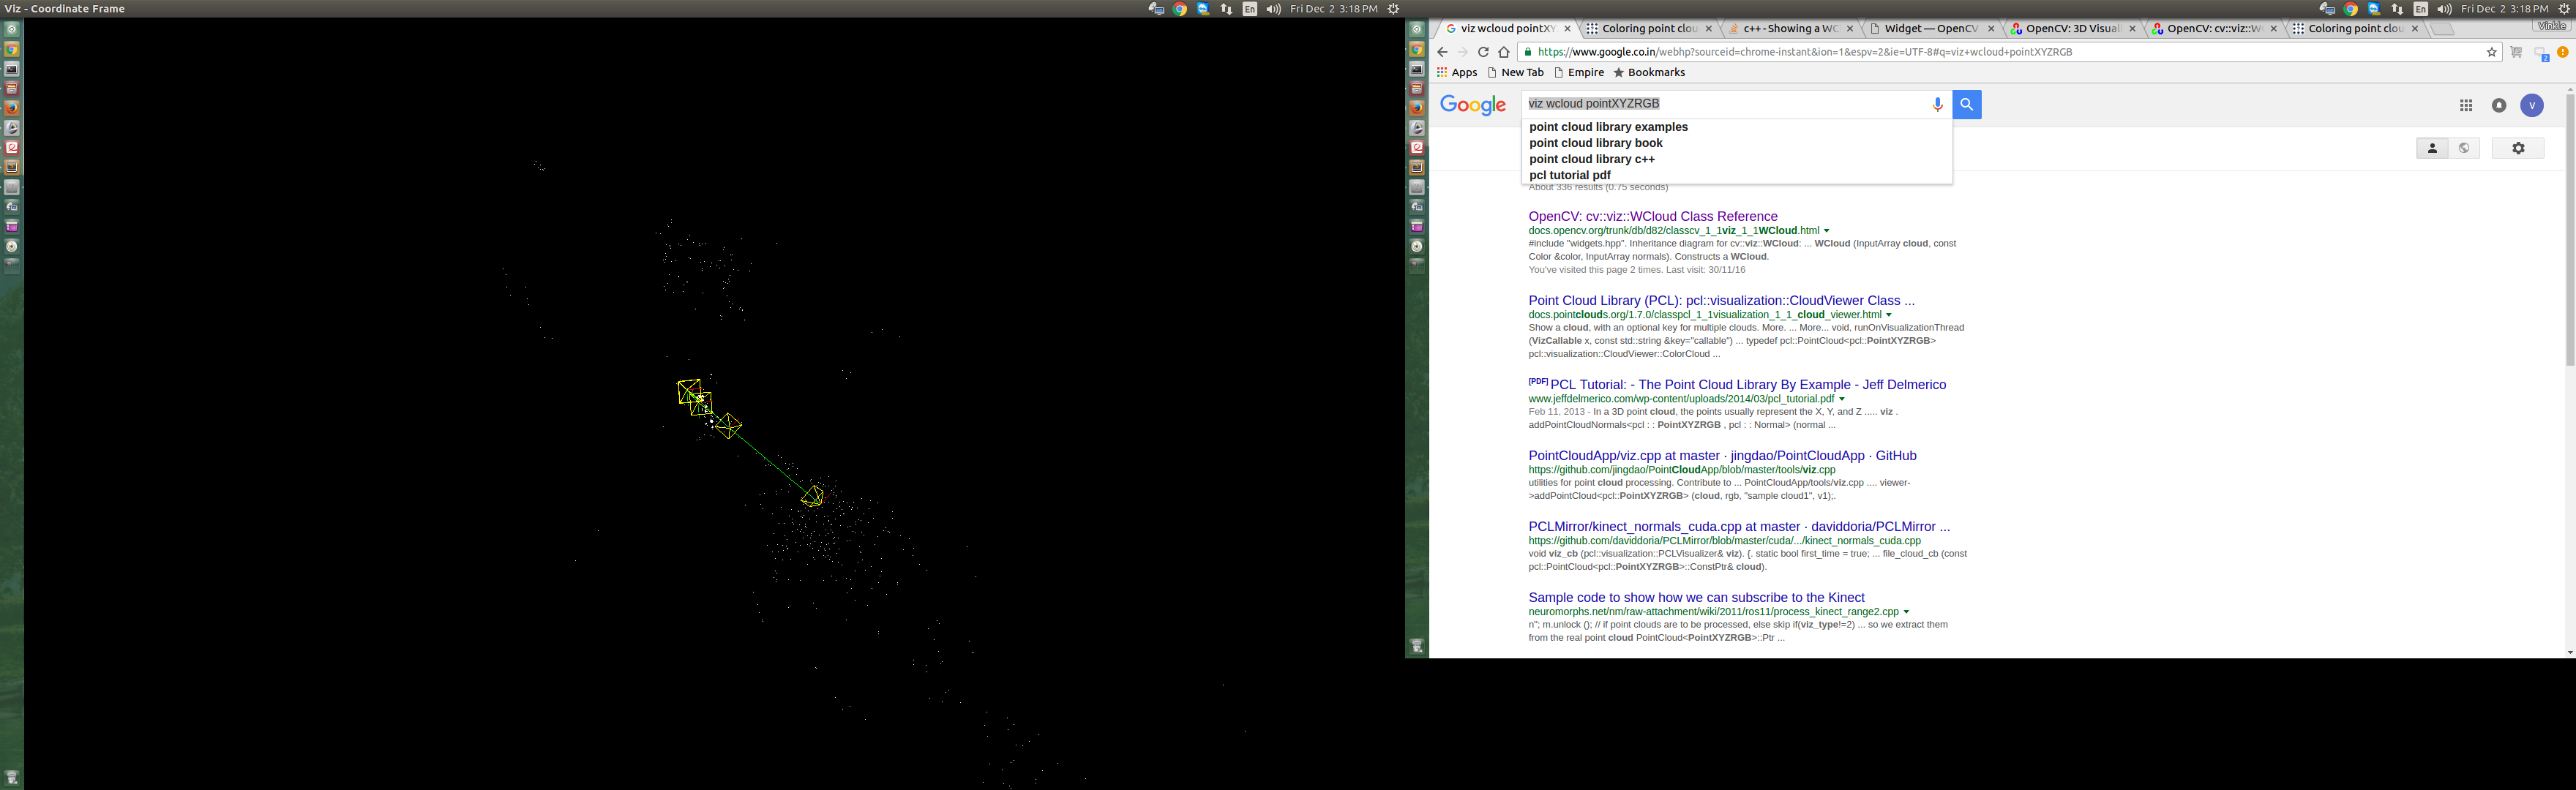 Viz - Coordinate Frame
En
Fri Dec 2 3:18 PM
En
Fri Dec 2 3:18 PM
viz wcloud pointXY
Coloring point clou
c++ - Showing a WC
Widget — OpenCV
OpenCV: 3D Visuali
OpenCV: cv::viz::W
Coloring point clou
Vinkle
https://www.google.co.in/webhp?sourceid=chrome-instant&ion=1&espv=2&ie=UTF-8#q=viz+wcloud+pointXYZRGB
2
Apps
New Tab
Empire
Bookmarks
Google
viz wcloud pointXYZRGB
V
point cloud library examples
point cloud library book
point cloud library c++
pcl tutorial pdf
About 336 results (0.75 seconds)
OpenCV: cv::viz::WCloud Class Reference
docs.opencv.org/trunk/db/d82/classcv_1_1viz_1_1WCloud.html
#include "widgets.hpp". Inheritance diagram for cv::viz::WCloud: ... WCloud (InputArray cloud, const
Color &color, InputArray normals). Constructs a WCloud.
You've visited this page 2 times. Last visit: 30/11/16
Point Cloud Library (PCL): pcl::visualization::CloudViewer Class ...
docs.pointclouds.org/1.7.0/classpcl_1_1visualization_1_1_cloud_viewer.html
Show a cloud, with an optional key for multiple clouds. More. ... More... void, runOnVisualizationThread
(VizCallable x, const std::string &key="callable") ... typedef pcl::PointCloud<pcl::PointXYZRGB>
pcl::visualization::CloudViewer::ColorCloud ...
[PDF] PCL Tutorial: - The Point Cloud Library By Example - Jeff Delmerico
www.jeffdelmerico.com/wp-content/uploads/2014/03/pcl_tutorial.pdf
Feb 11, 2013 - In a 3D point cloud, the points usually represent the X, Y, and Z ..... viz .
addPointCloudNormals<pcl : : PointXYZRGB , pcl : : Normal> (normal ...
PointCloudApp/viz.cpp at master · jingdao/PointCloudApp · GitHub
https://github.com/jingdao/PointCloudApp/blob/master/tools/viz.cpp
utilities for point cloud processing. Contribute to ... PointCloudApp/tools/viz.cpp .... viewer-
>addPointCloud<pcl::PointXYZRGB> (cloud, rgb, "sample cloud1", v1);.
PCLMirror/kinect_normals_cuda.cpp at master · daviddoria/PCLMirror ...
https://github.com/daviddoria/PCLMirror/blob/master/cuda/.../kinect_normals_cuda.cpp
void viz_cb (pcl::visualization::PCLVisualizer& viz). {. static bool first_time = true; ... file_cloud_cb (const
pcl::PointCloud<pcl::PointXYZRGB>::ConstPtr& cloud).
Sample code to show how we can subscribe to the Kinect
neuromorphs.net/nm/raw-attachment/wiki/2011/ros11/process_kinect_range2.cpp
n"; m.unlock (); // if point clouds are to be processed, else skip if(viz_type!=2) ... so we extract them
from the real point cloud PointCloud<PointXYZRGB>::Ptr ...